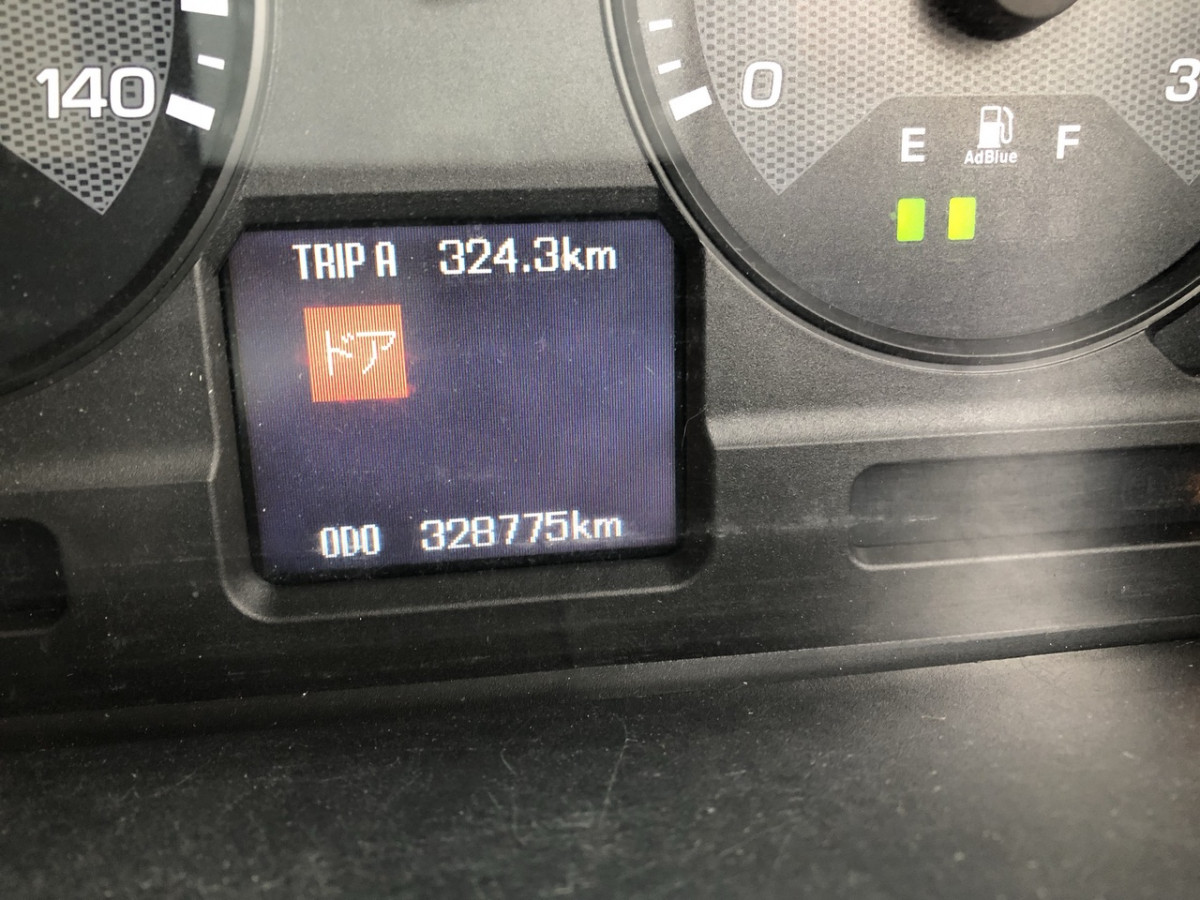 140
0
3
E
AdBlue
F
TRIP A 324.3km
ドア
ODO 328775km